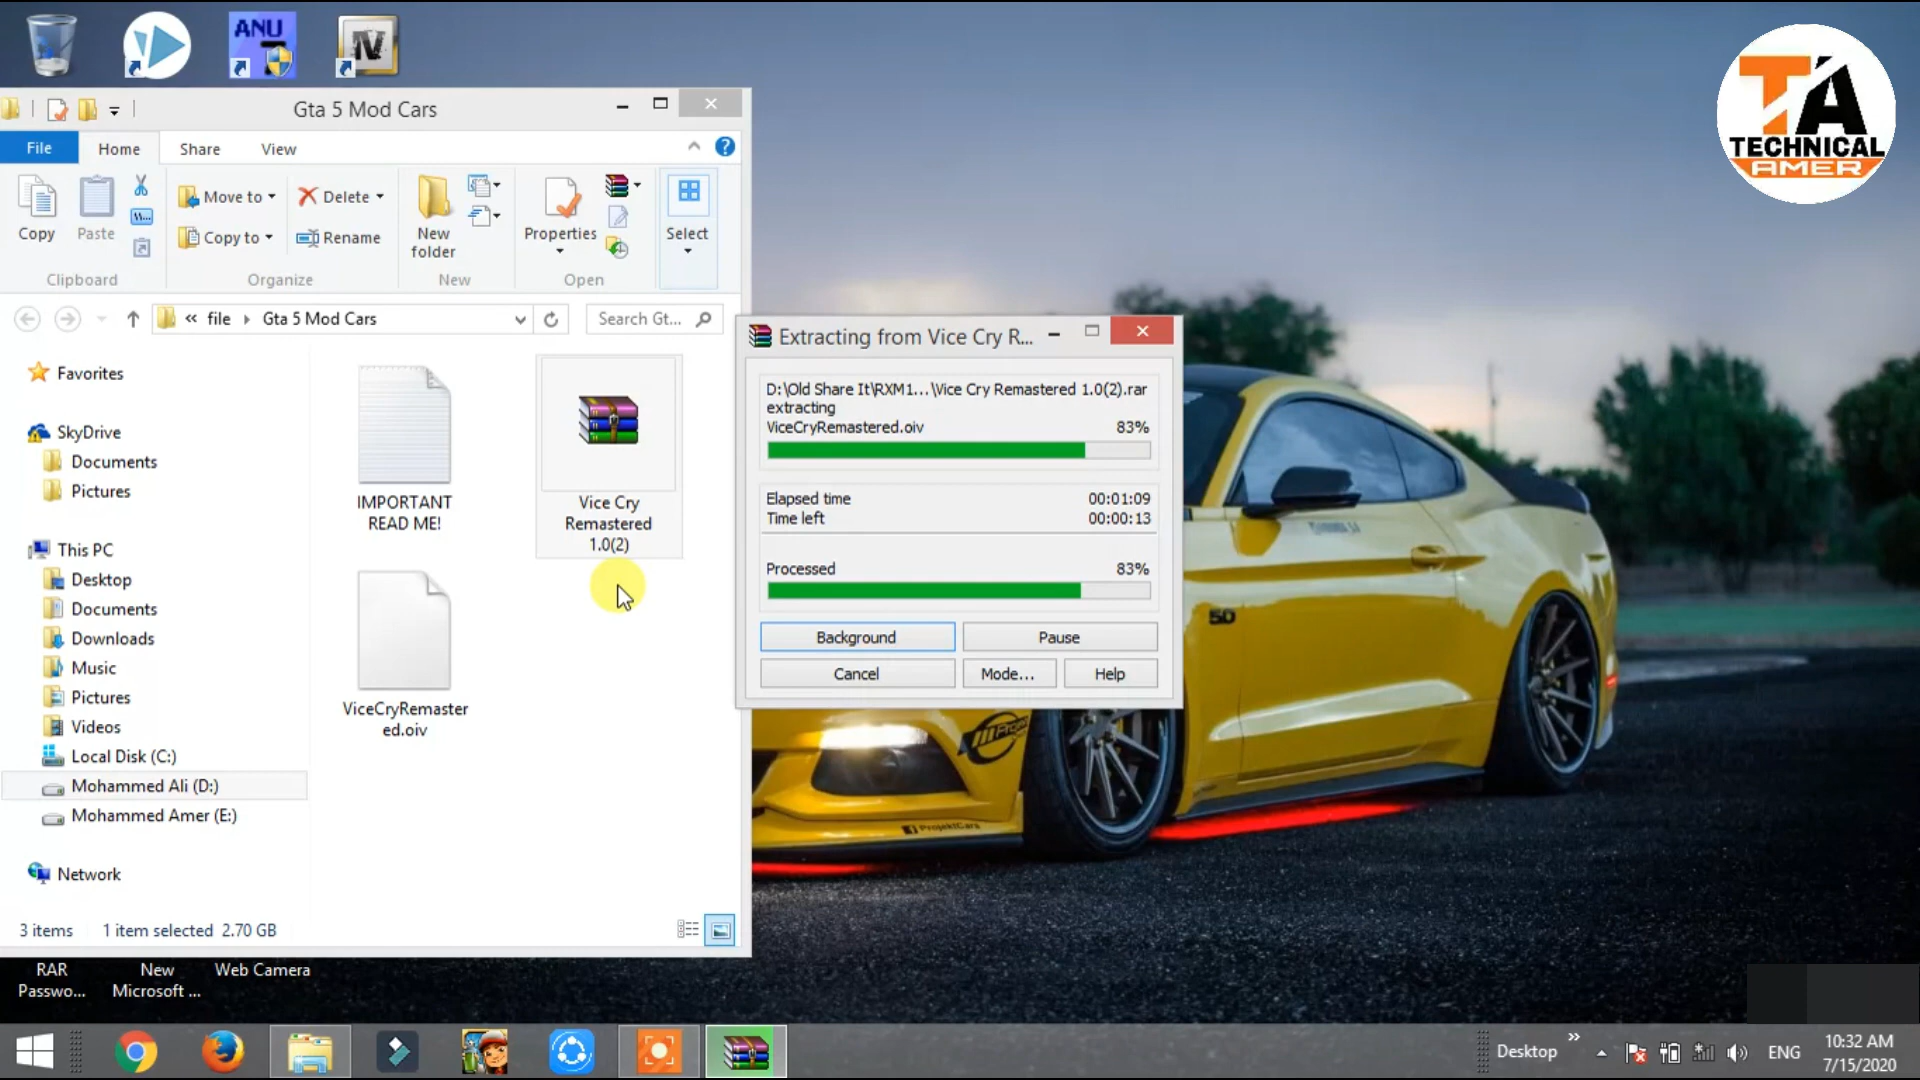 ANU
IV
TA
TECHNICAL
AMER
Gta 5 Mod Cars
File
Home
Share
View
Copy
Paste
Move to
Copy to
Delete
Rename
New
folder
Properties
Select
Clipboard
Organize
New
Open
« file
Gta 5 Mod Cars
Search Gt...
Favorites
SkyDrive
Documents
Pictures
This PC
Desktop
Documents
Downloads
Music
Pictures
Videos
Local Disk (C:)
Mohammed Ali (D:)
Mohammed Amer (E:)
Network
IMPORTANT
READ ME!
Vice Cry
Remastered
1.0(2)
ViceCryRemaster
ed.oiv
3 items
1 item selected 2.70 GB
Extracting from Vice Cry R...
D:\Old Share It\RXM1...\Vice Cry Remastered 1.0(2).rar
extracting
ViceCryRemastered.oiv 83%
Elapsed time 00:01:09
Time left 00:00:13
Processed 83%
Background
Pause
Cancel
Mode...
Help
5.0
ProjektCars
RAR
Passwo...
New
Microsoft ...
Web Camera
Desktop
ENG
10:32 AM
7/15/2020